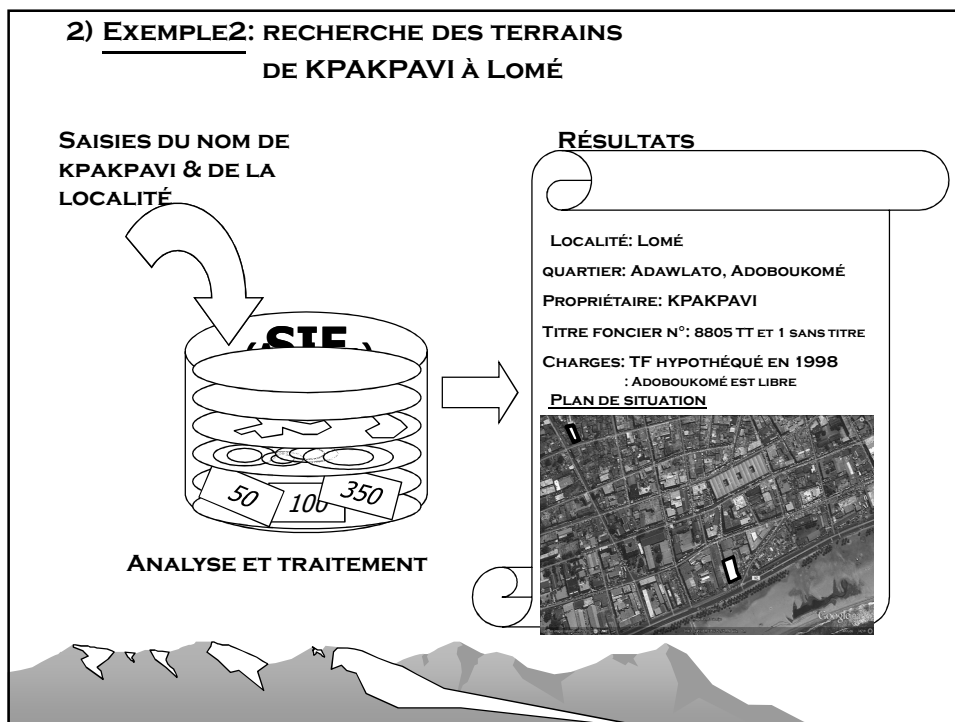 2) EXEMPLE2: RECHERCHE DES TERRAINS
DE KPAKPAVI À LOMÉ
SAISIES DU NOM DE
KPAKPAVI & DE LA
LOCALITÉ
SIF
50
100
350
ANALYSE ET TRAITEMENT
RÉSULTATS
LOCALITÉ: LOMÉ
QUARTIER: ADAWLATO, ADOBOUKOMÉ
PROPRIÉTAIRE: KPAKPAVI
TITRE FONCIER N°: 8805 TT ET 1 SANS TITRE
CHARGES: TF HYPOTHÉQUÉ EN 1998
: ADOBOUKOMÉ EST LIBRE
PLAN DE SITUATION
Google